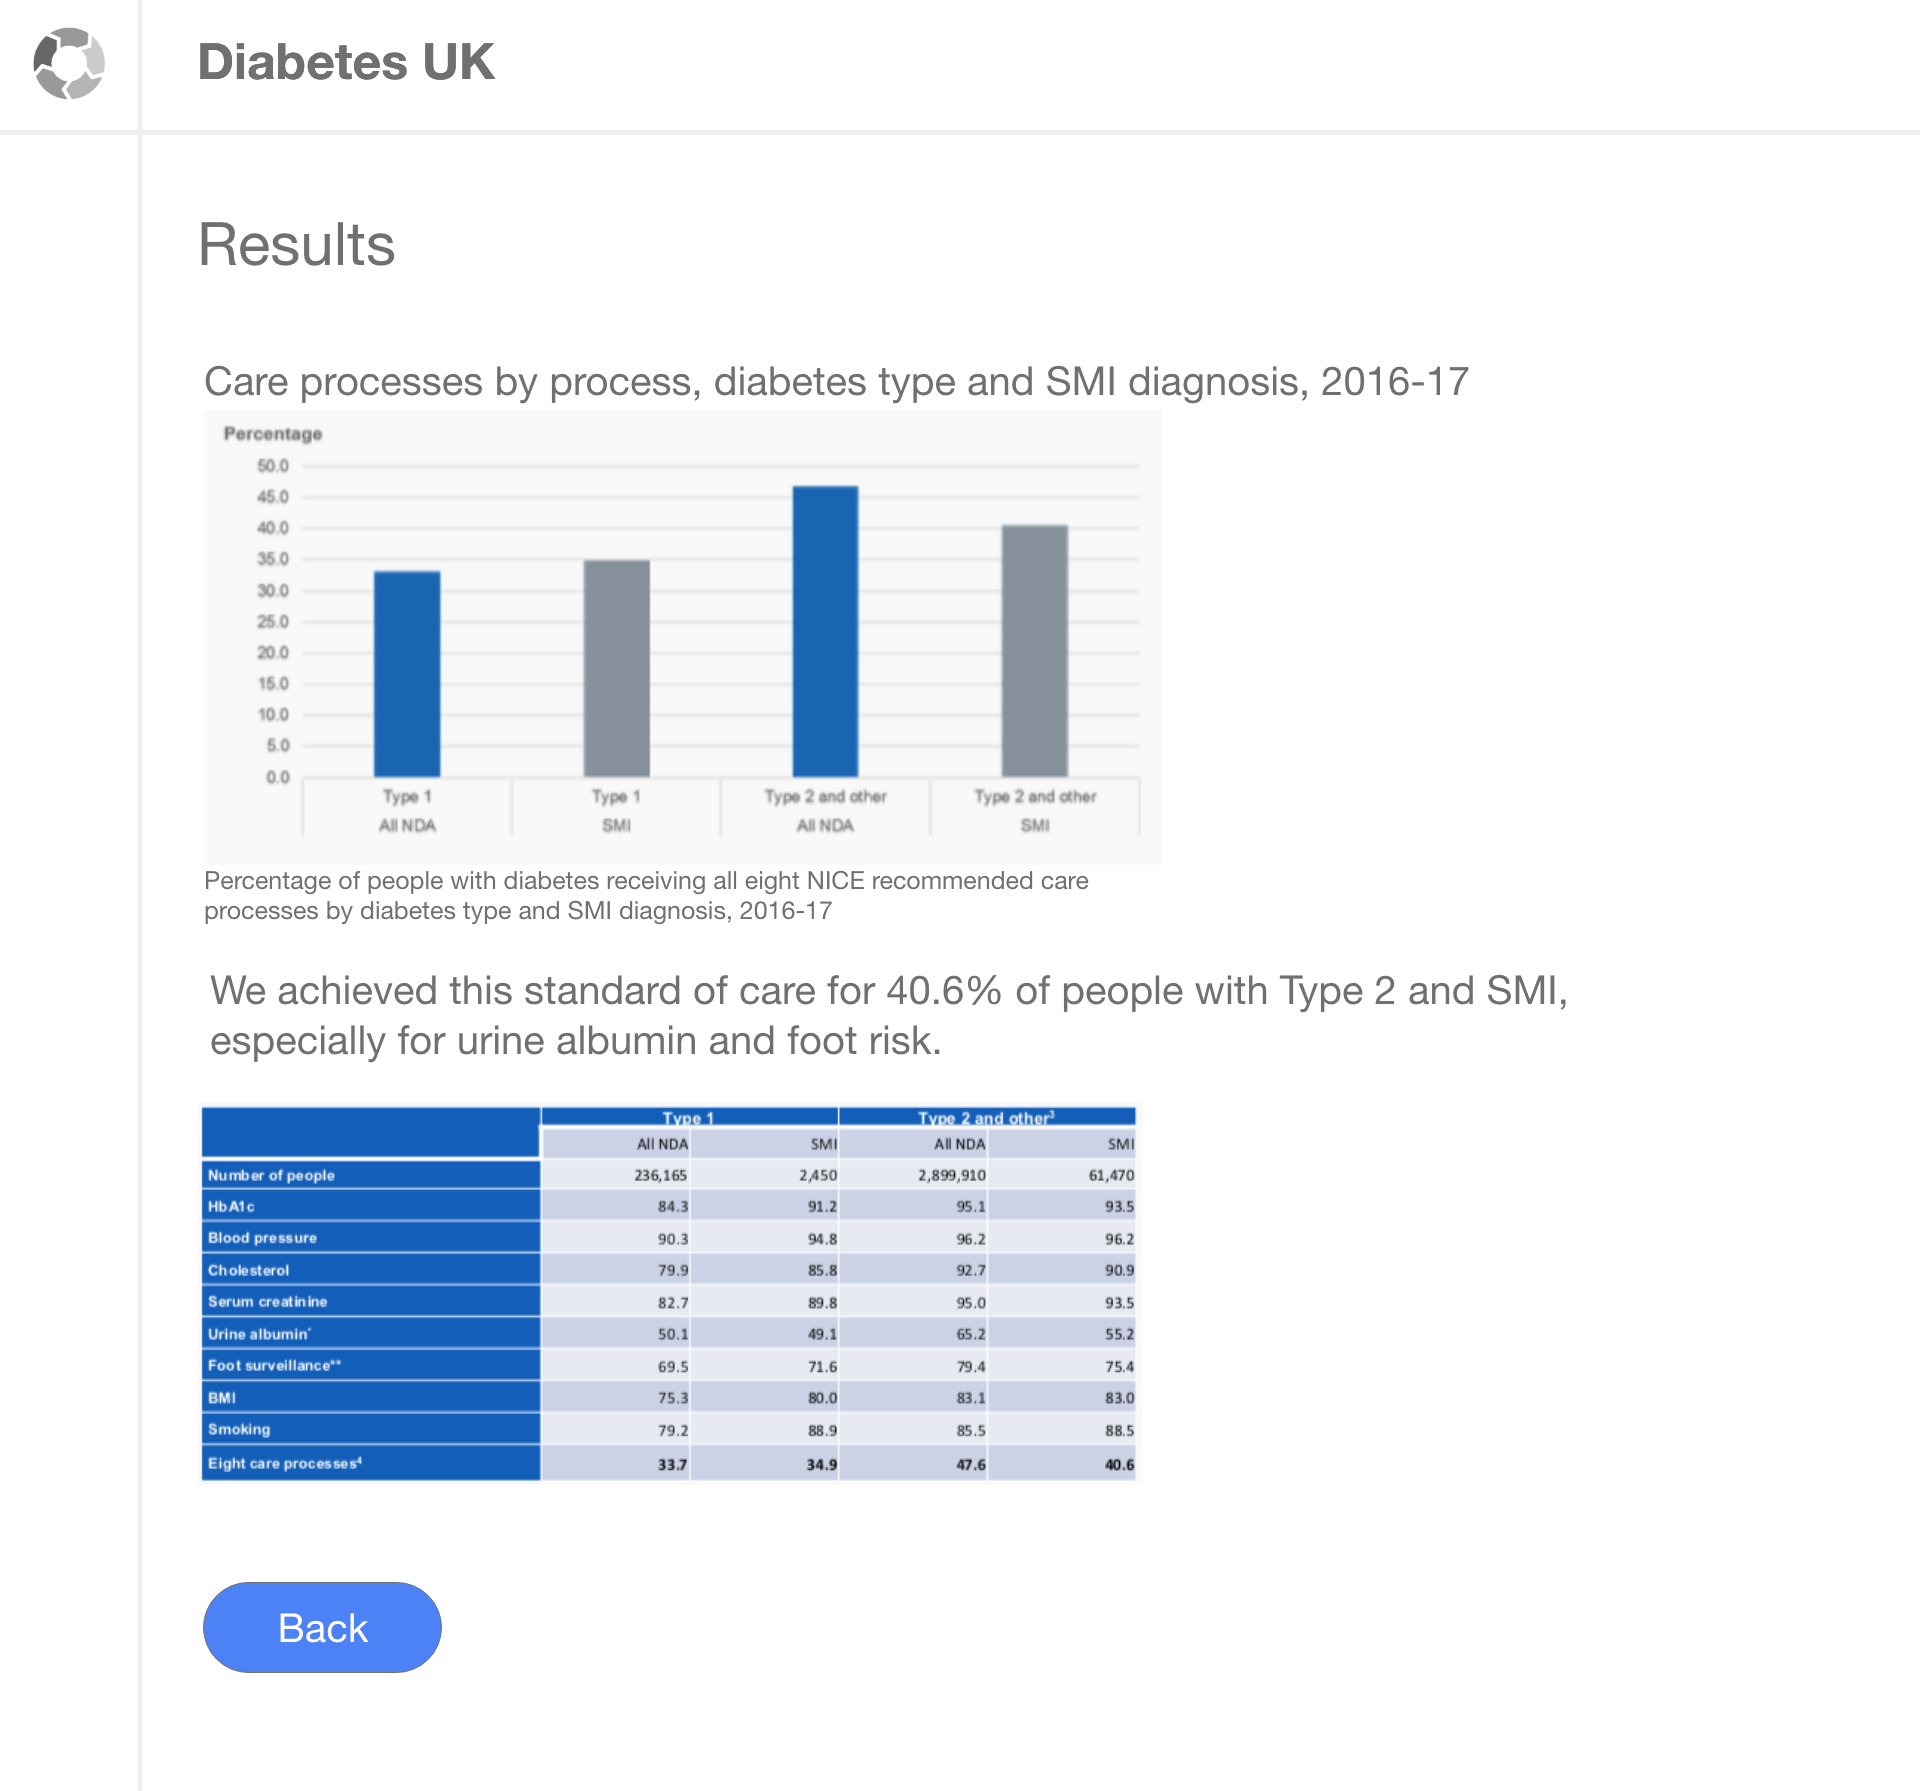 Diabetes UK
Results
Care processes by process, diabetes type and SMI diagnosis, 2016-17
Percentage
50.0
45.0
40.0
35.0
30.0
25.0
20.0
15.0
10.0
5.0
0.0
Type 1 Type 1 Type 2 and other Type 2 and other
All NDA SMI All NDA SMI
Percentage of people with diabetes receiving all eight NICE recommended care
processes by diabetes type and SMI diagnosis, 2016-17
We achieved this standard of care for 40.6% of people with Type 2 and SMI,
especially for urine albumin and foot risk.
Type 1 Type 2 and other³
All NDA SMI All NDA SMI
Number of people 236,165 2,450 2,899,910 61,470
HbA1c 84.3 91.2 95.1 93.5
Blood pressure 90.3 94.8 96.2 96.2
Cholesterol 79.9 85.8 92.7 90.9
Serum creatinine 82.7 89.8 95.0 93.5
Urine albumin* 50.1 49.1 65.2 55.2
Foot surveillance** 69.5 71.6 79.4 75.4
BMI 75.3 80.0 83.1 83.0
Smoking 79.2 88.9 85.5 88.5
Eight care processes⁴ 33.7 34.9 47.6 40.6
Back